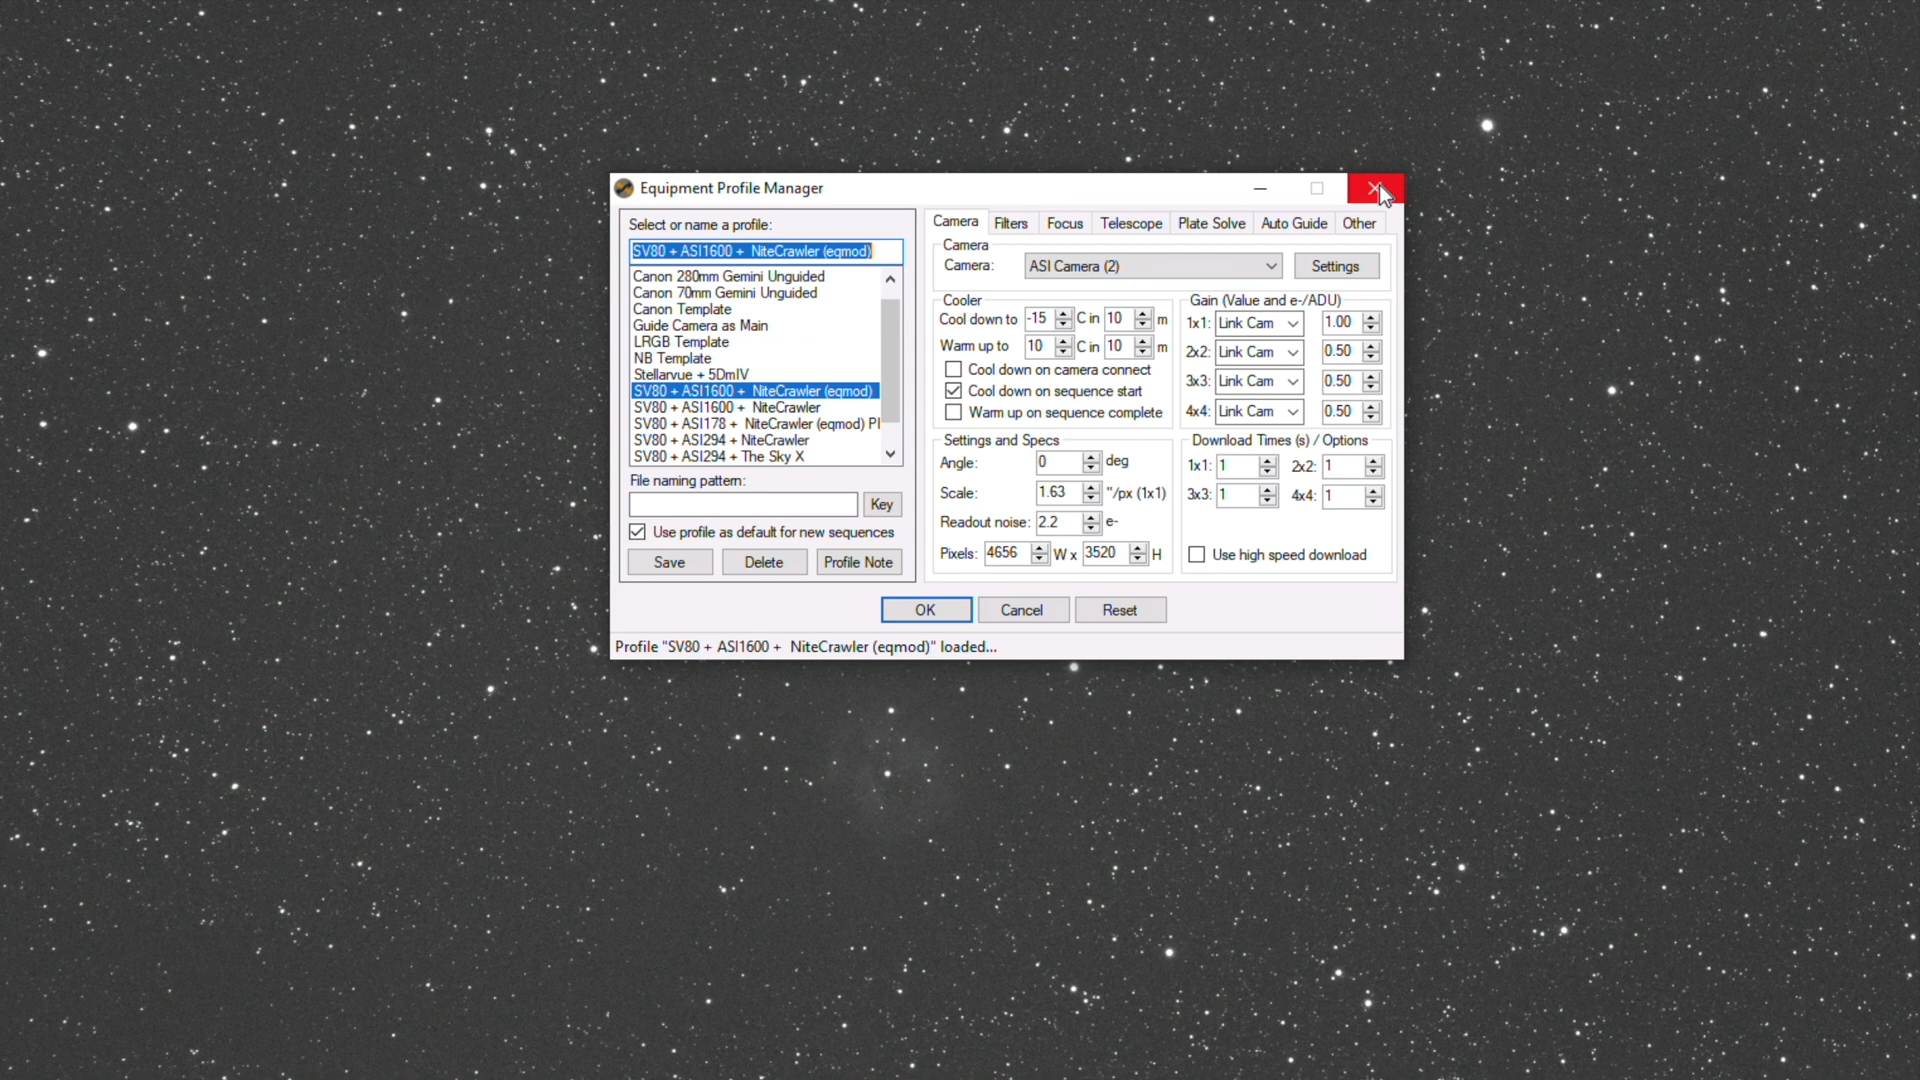 Equipment Profile Manager
Select or name a profile:
SV80 + ASI1600 + NiteCrawler (eqmod)
Canon 280mm Gemini Unguided
Canon 70mm Gemini Unguided
Canon Template
Guide Camera as Main
LRGB Template
NB Template
Stellarvue + 5DmIV
SV80 + ASI1600 + NiteCrawler (eqmod)
SV80 + ASI1600 + NiteCrawler
SV80 + ASI178 + NiteCrawler (eqmod) Pl
SV80 + ASI294 + NiteCrawler
SV80 + ASI294 + The Sky X
File naming pattern:
Key
Use profile as default for new sequences
Save Delete Profile Note
Camera Filters Focus Telescope Plate Solve Auto Guide Other
Camera
Camera: ASI Camera (2) Settings
Cooler
Cool down to -15 C in 10 m
Warm up to 10 C in 10 m
Cool down on camera connect
Cool down on sequence start
Warm up on sequence complete
Gain (Value and e-/ADU)
1x1: Link Cam 1.00
2x2: Link Cam 0.50
3x3: Link Cam 0.50
4x4: Link Cam 0.50
Settings and Specs
Angle: 0 deg
Scale: 1.63 "/px (1x1)
Readout noise: 2.2 e-
Pixels: 4656 W x 3520 H
Download Times (s) / Options
1x1: 1 2x2: 1
3x3: 1 4x4: 1
Use high speed download
OK Cancel Reset
Profile "SV80 + ASI1600 + NiteCrawler (eqmod)" loaded...